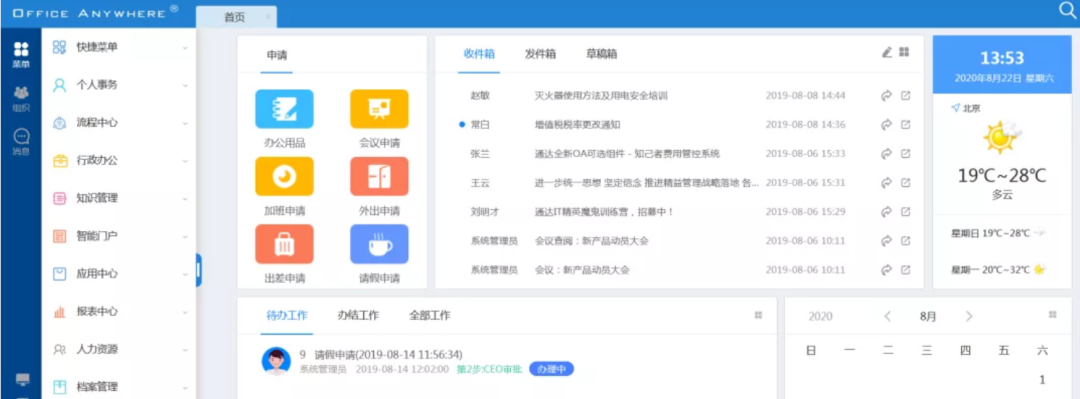 OFFICE ANYWHERE®
首页
菜单
组织
消息
快捷菜单
个人事务
流程中心
行政办公
知识管理
智能门户
应用中心
报表中心
人力资源
档案管理
申请
办公用品
会议申请
加班申请
外出申请
出差申请
请假申请
收件箱 发件箱 草稿箱
赵敏 灭火器使用方法及用电安全培训 2019-08-08 14:44
常白 增值税税率更改通知 2019-08-08 14:36
张兰 通达全新OA可选组件 - 知己者费用管控系统 2019-08-06 15:33
王云 进一步统一思想 坚定信念 推进精益管理战略落地 各... 2019-08-06 15:31
刘明才 通达IT精英魔鬼训练营，招募中！ 2019-08-06 15:29
系统管理员 会议查阅：新产品动员大会 2019-08-06 10:11
系统管理员 会议：新产品动员大会 2019-08-06 10:11
13:53
2020年8月22日 星期六
北京
19℃~28℃
多云
星期日 19℃~28℃
星期一 20℃~32℃
待办工作 办结工作 全部工作
9 请假申请(2019-08-14 11:56:34)
系统管理员 2019-08-14 12:02:00 第2步:CEO审批 办理中
2020 8月
日 一 二 三 四 五 六
1